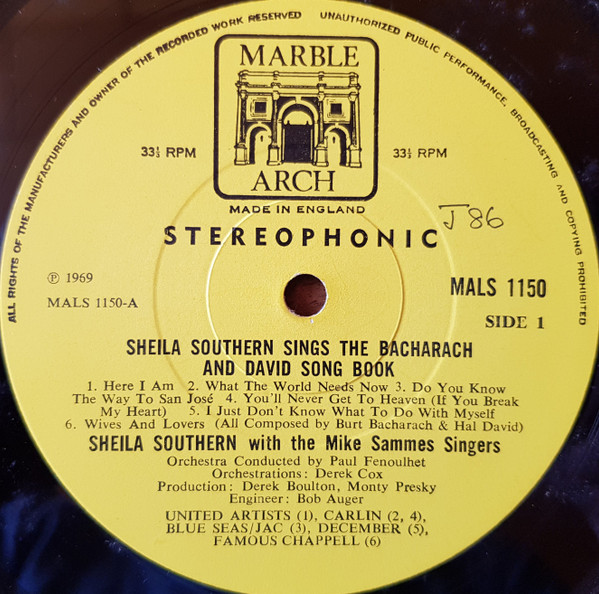 ALL RIGHTS OF THE MANUFACTURERS AND OWNER OF THE RECORDED WORK RESERVED UNAUTHORIZED PUBLIC PERFORMANCE, BROADCASTING AND COPYING PROHIBITED
MARBLE
ARCH
33⅓ RPM
33⅓ RPM
MADE IN ENGLAND
J 86
STEREOPHONIC
℗ 1969
MALS 1150-A
MALS 1150
SIDE 1
SHEILA SOUTHERN SINGS THE BACHARACH
AND DAVID SONG BOOK
1. Here I Am 2. What The World Needs Now 3. Do You Know
The Way To San José 4. You'll Never Get To Heaven (If You Break
My Heart) 5. I Just Don't Know What To Do With Myself
6. Wives And Lovers (All Composed by Burt Bacharach & Hal David)
SHEILA SOUTHERN with the Mike Sammes Singers
Orchestra Conducted by Paul Fenoulhet
Orchestrations: Derek Cox
Production: Derek Boulton, Monty Presky
Engineer: Bob Auger
UNITED ARTISTS (1), CARLIN (2, 4),
BLUE SEAS/JAC (3), DECEMBER (5),
FAMOUS CHAPPELL (6)